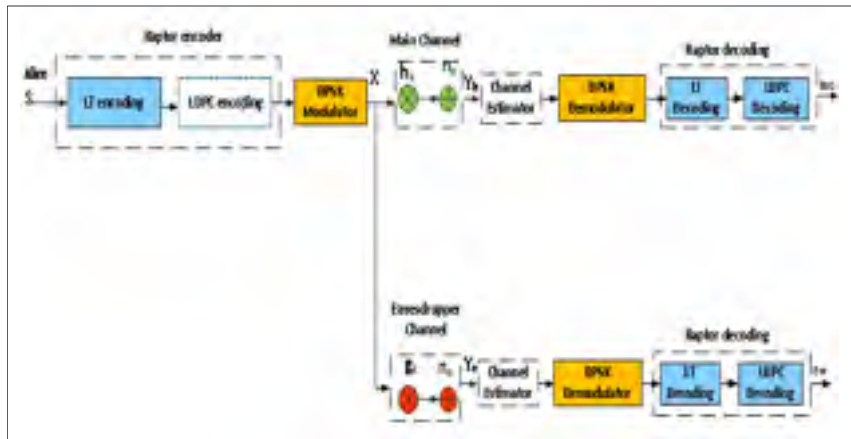 Raptor encoder
Alice
S
LT encoding
LDPC encoding
BPSK
Modulator
X
Main Channel
h
n
Y
Channel
Estimator
BPSK
Demodulator
Raptor decoding
LT
Decoding
LDPC
Decoding
Eavesdrapper
Channel
g
n
Y
Channel
Estimator
BPSK
Demodulator
Raptor decoding
LT
Decoding
LDPC
Decoding